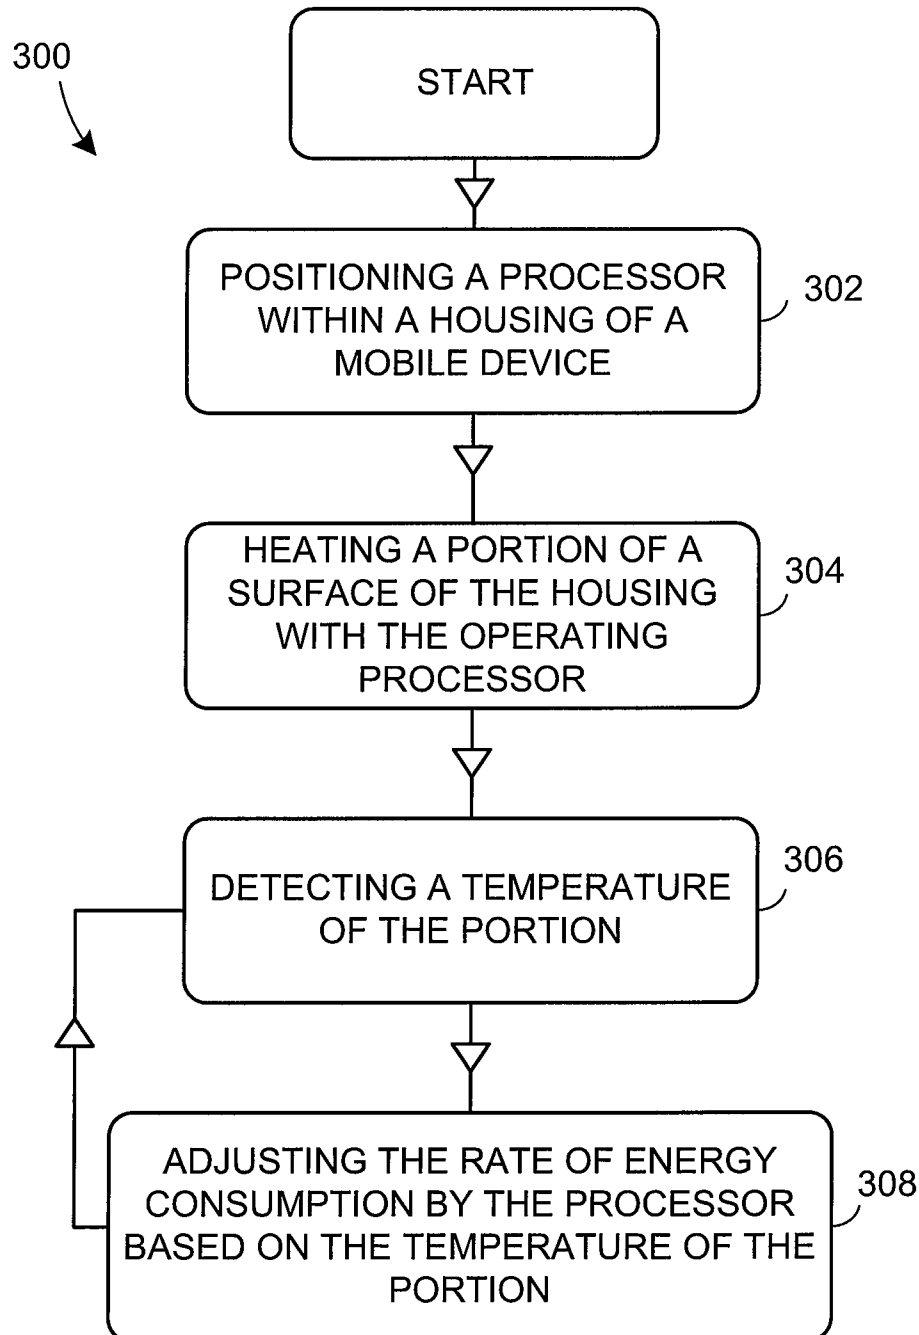 300
START
POSITIONING A PROCESSOR
WITHIN A HOUSING OF A
MOBILE DEVICE
302
HEATING A PORTION OF A
SURFACE OF THE HOUSING
WITH THE OPERATING
PROCESSOR
304
DETECTING A TEMPERATURE
OF THE PORTION
306
ADJUSTING THE RATE OF ENERGY
CONSUMPTION BY THE PROCESSOR
BASED ON THE TEMPERATURE OF THE
PORTION
308